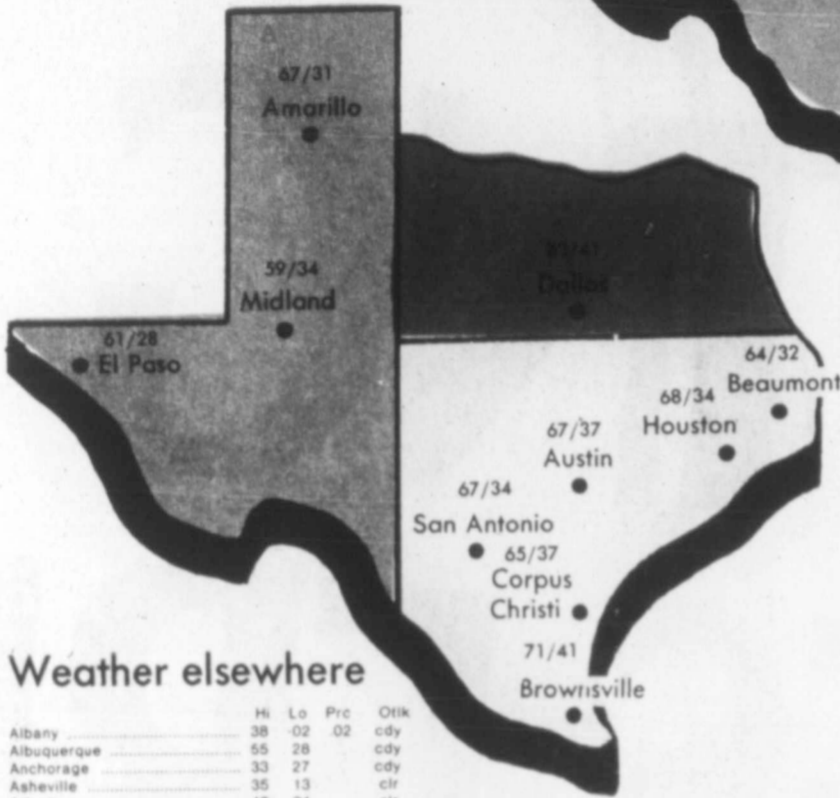 67/31
Amarillo
59/34
Midland
Dallas
61/28
El Paso
64/32
Beaumont
68/34
Houston
67/37
Austin
67/34
San Antonio
65/37
Corpus
Christi
71/41
Brownsville
Weather elsewhere
Hi Lo Prc Otlk
Albany 38 02 .02 cdy
Albuquerque 55 28 cdy
Anchorage 33 27 cdy
Asheville 35 13 clr